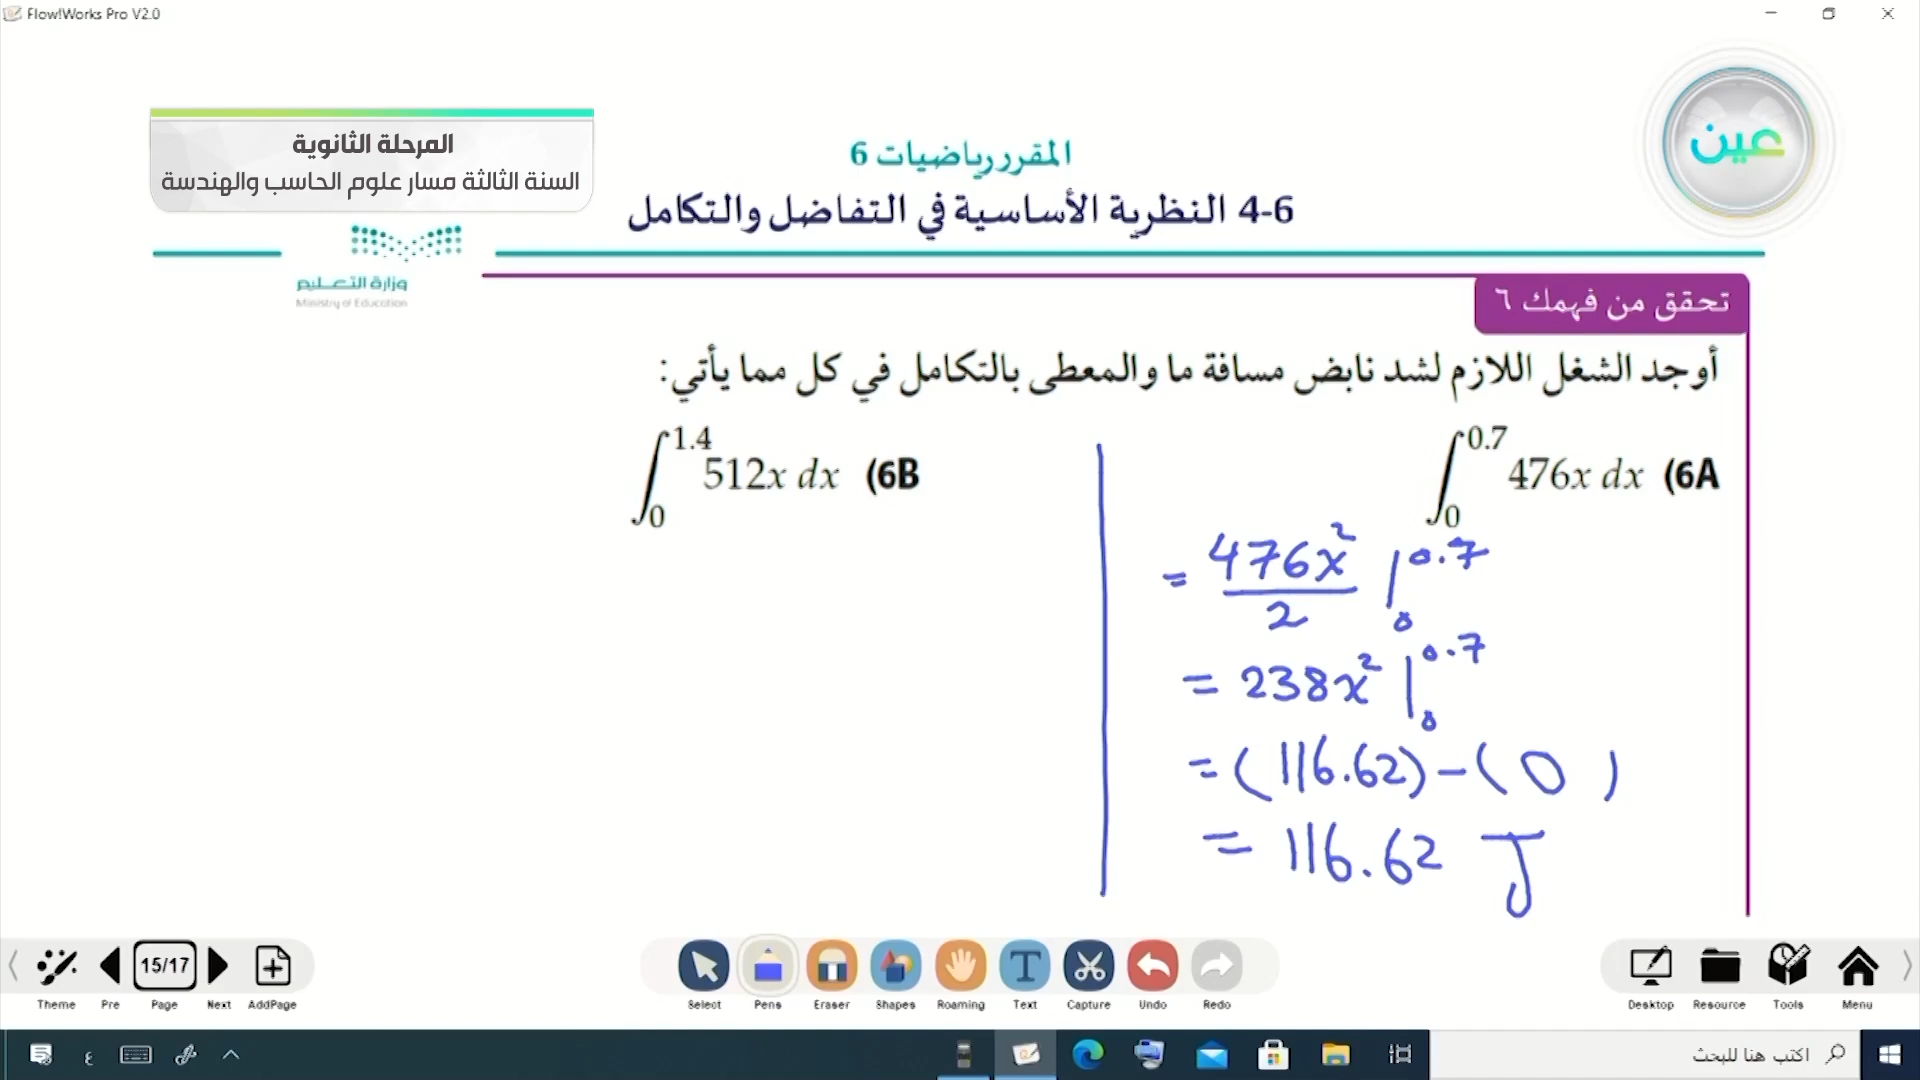 Flow!Works Pro V2.0
المرحلة الثانوية
السنة الثالثة مسار علوم الحاسب والهندسة
المقرر رياضيات 6
4-6 النظرية الأساسية في التفاضل والتكامل
عين
وزارة التعليم
Ministry of Education
تحقق من فهمك ٦
أوجد الشغل اللازم لشد نابض مسافة ما والمعطى بالتكامل في كل مما يأتي:
∫₀^0.7 476x dx (6A
= 476x²/2 |₀^0.7
= 238x² |₀^0.7
= (116.62) - (0)
= 116.62 J
∫₀^1.4 512x dx (6B
15/17
Theme Pre Page Next AddPage
Select Pens Eraser Shapes Roaming Text Capture Undo Redo
Desktop Resource Tools Menu
ع
اكتب هنا للبحث